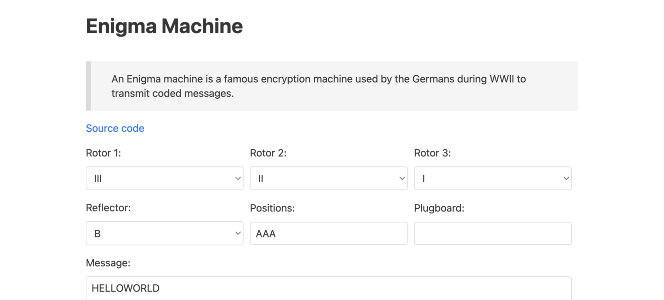 Enigma Machine
An Enigma machine is a famous encryption machine used by the Germans during WWII to
transmit coded messages.
Source code
Rotor 1: Rotor 2: Rotor 3:
III II I
Reflector: Positions: Plugboard:
B AAA
Message:
HELLOWORLD